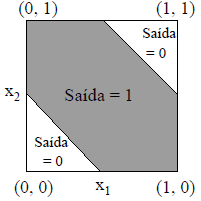 (0, 1) (1, 1)
Saída
= 0
x₂ Saída = 1
Saída
= 0
(0, 0) x₁ (1, 0)